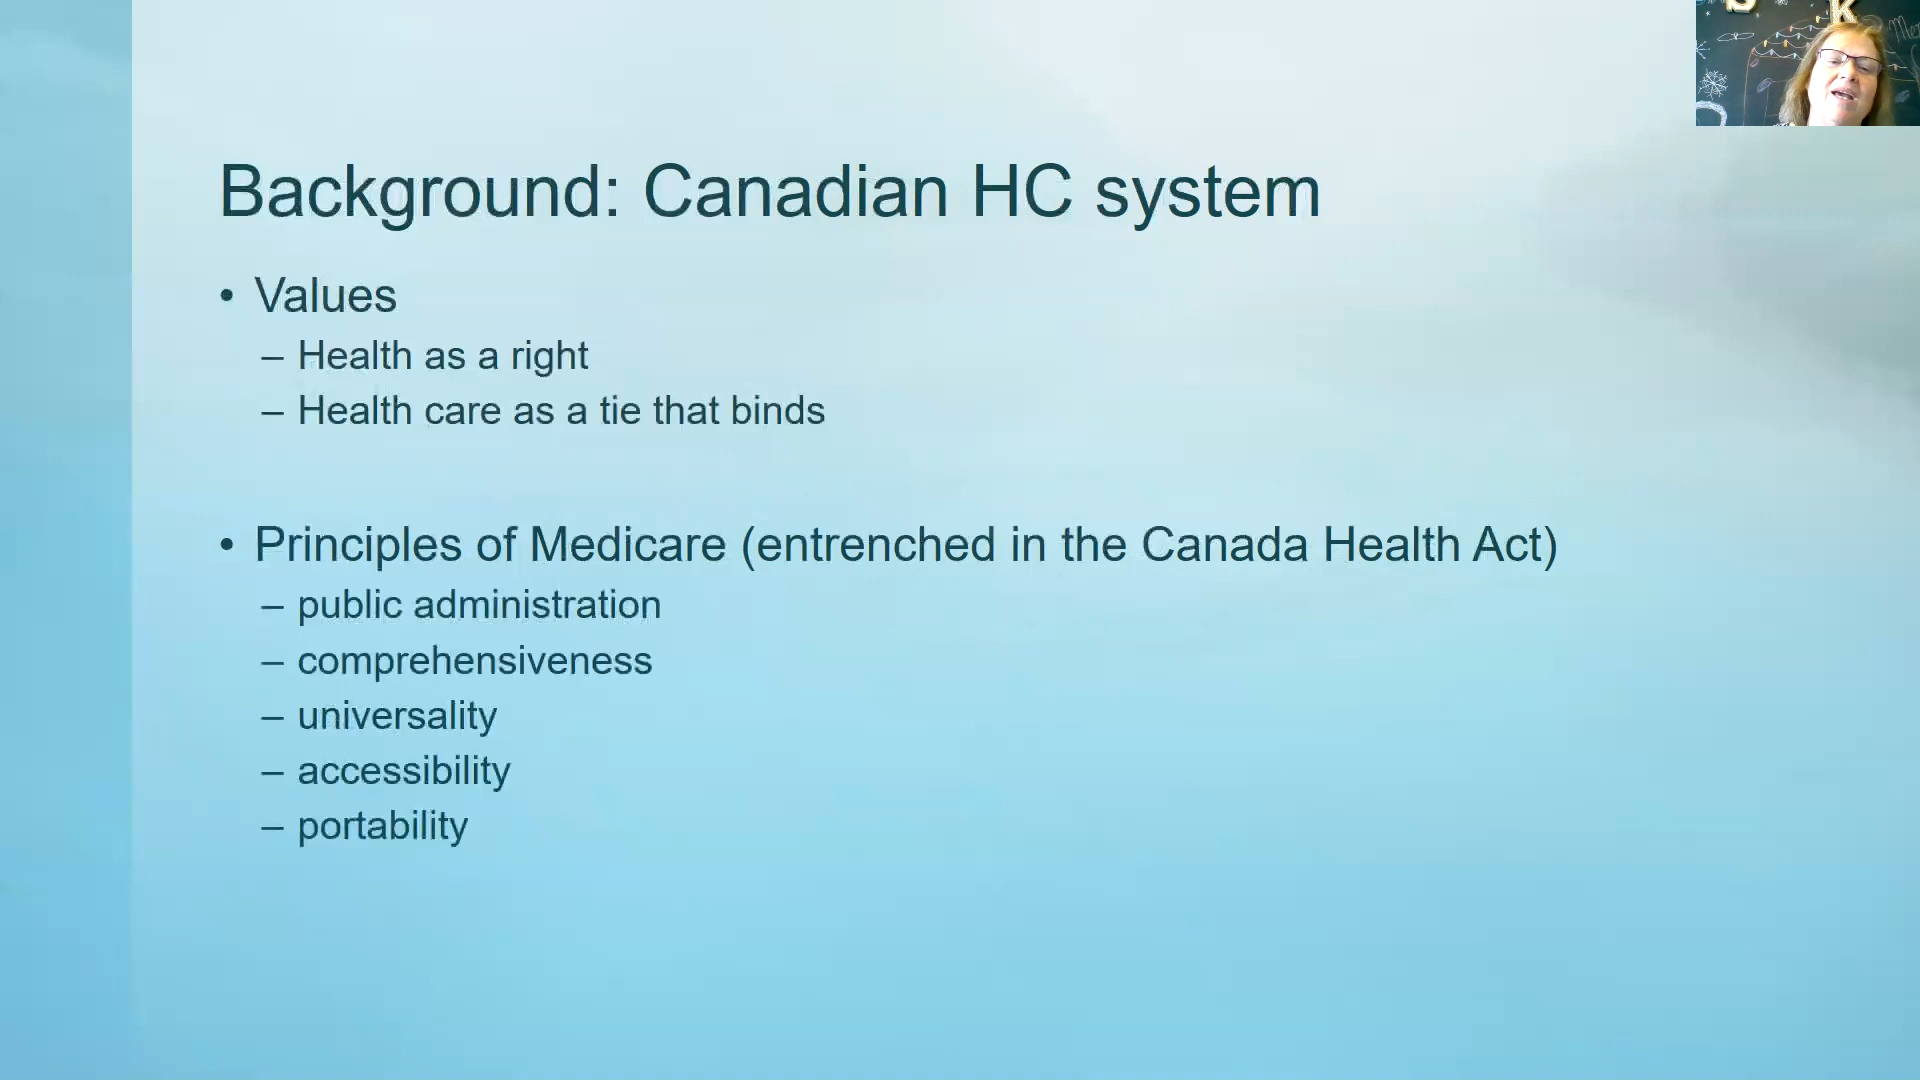 Background: Canadian HC system
• Values
– Health as a right
– Health care as a tie that binds
• Principles of Medicare (entrenched in the Canada Health Act)
– public administration
– comprehensiveness
– universality
– accessibility
– portability
S K